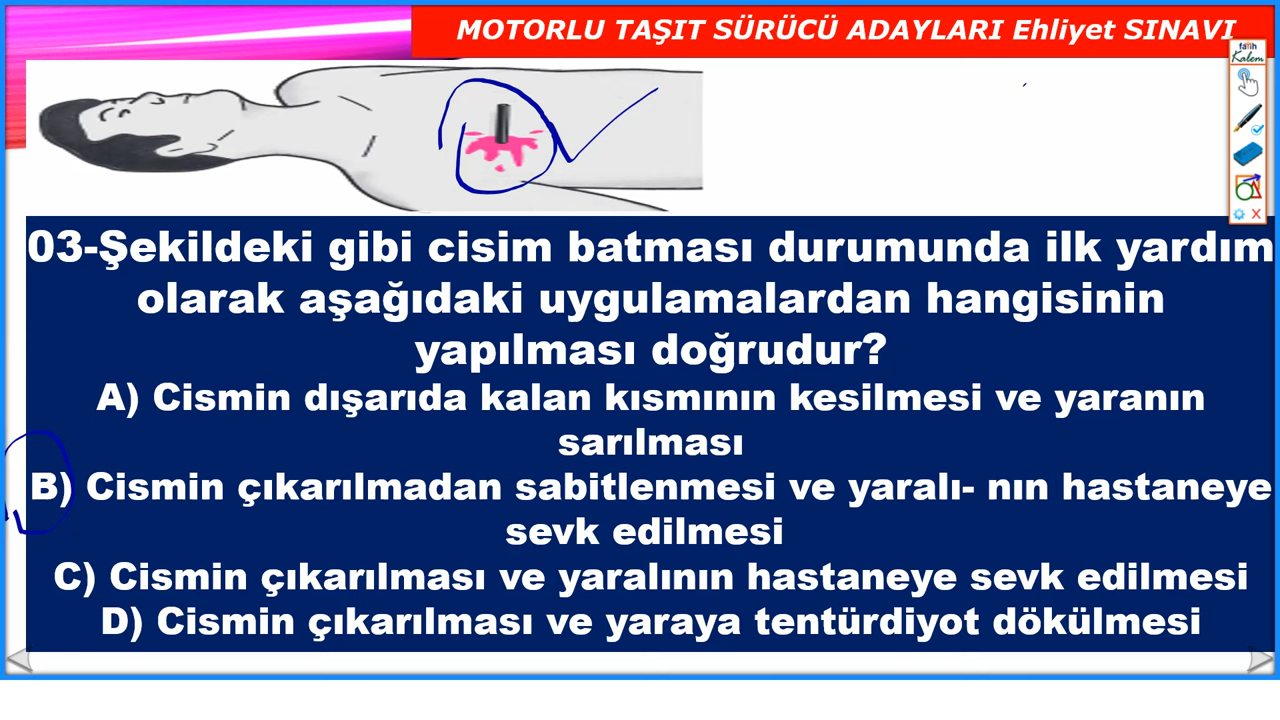 MOTORLU TAŞIT SÜRÜCÜ ADAYLARI Ehliyet SINAVI
fatih
Kalem
03-Şekildeki gibi cisim batması durumunda ilk yardım
olarak aşağıdaki uygulamalardan hangisinin
yapılması doğrudur?
A) Cismin dışarıda kalan kısmının kesilmesi ve yaranın
sarılması
B) Cismin çıkarılmadan sabitlenmesi ve yaralı- nın hastaneye
sevk edilmesi
C) Cismin çıkarılması ve yaralının hastaneye sevk edilmesi
D) Cismin çıkarılması ve yaraya tentürdiyot dökülmesi